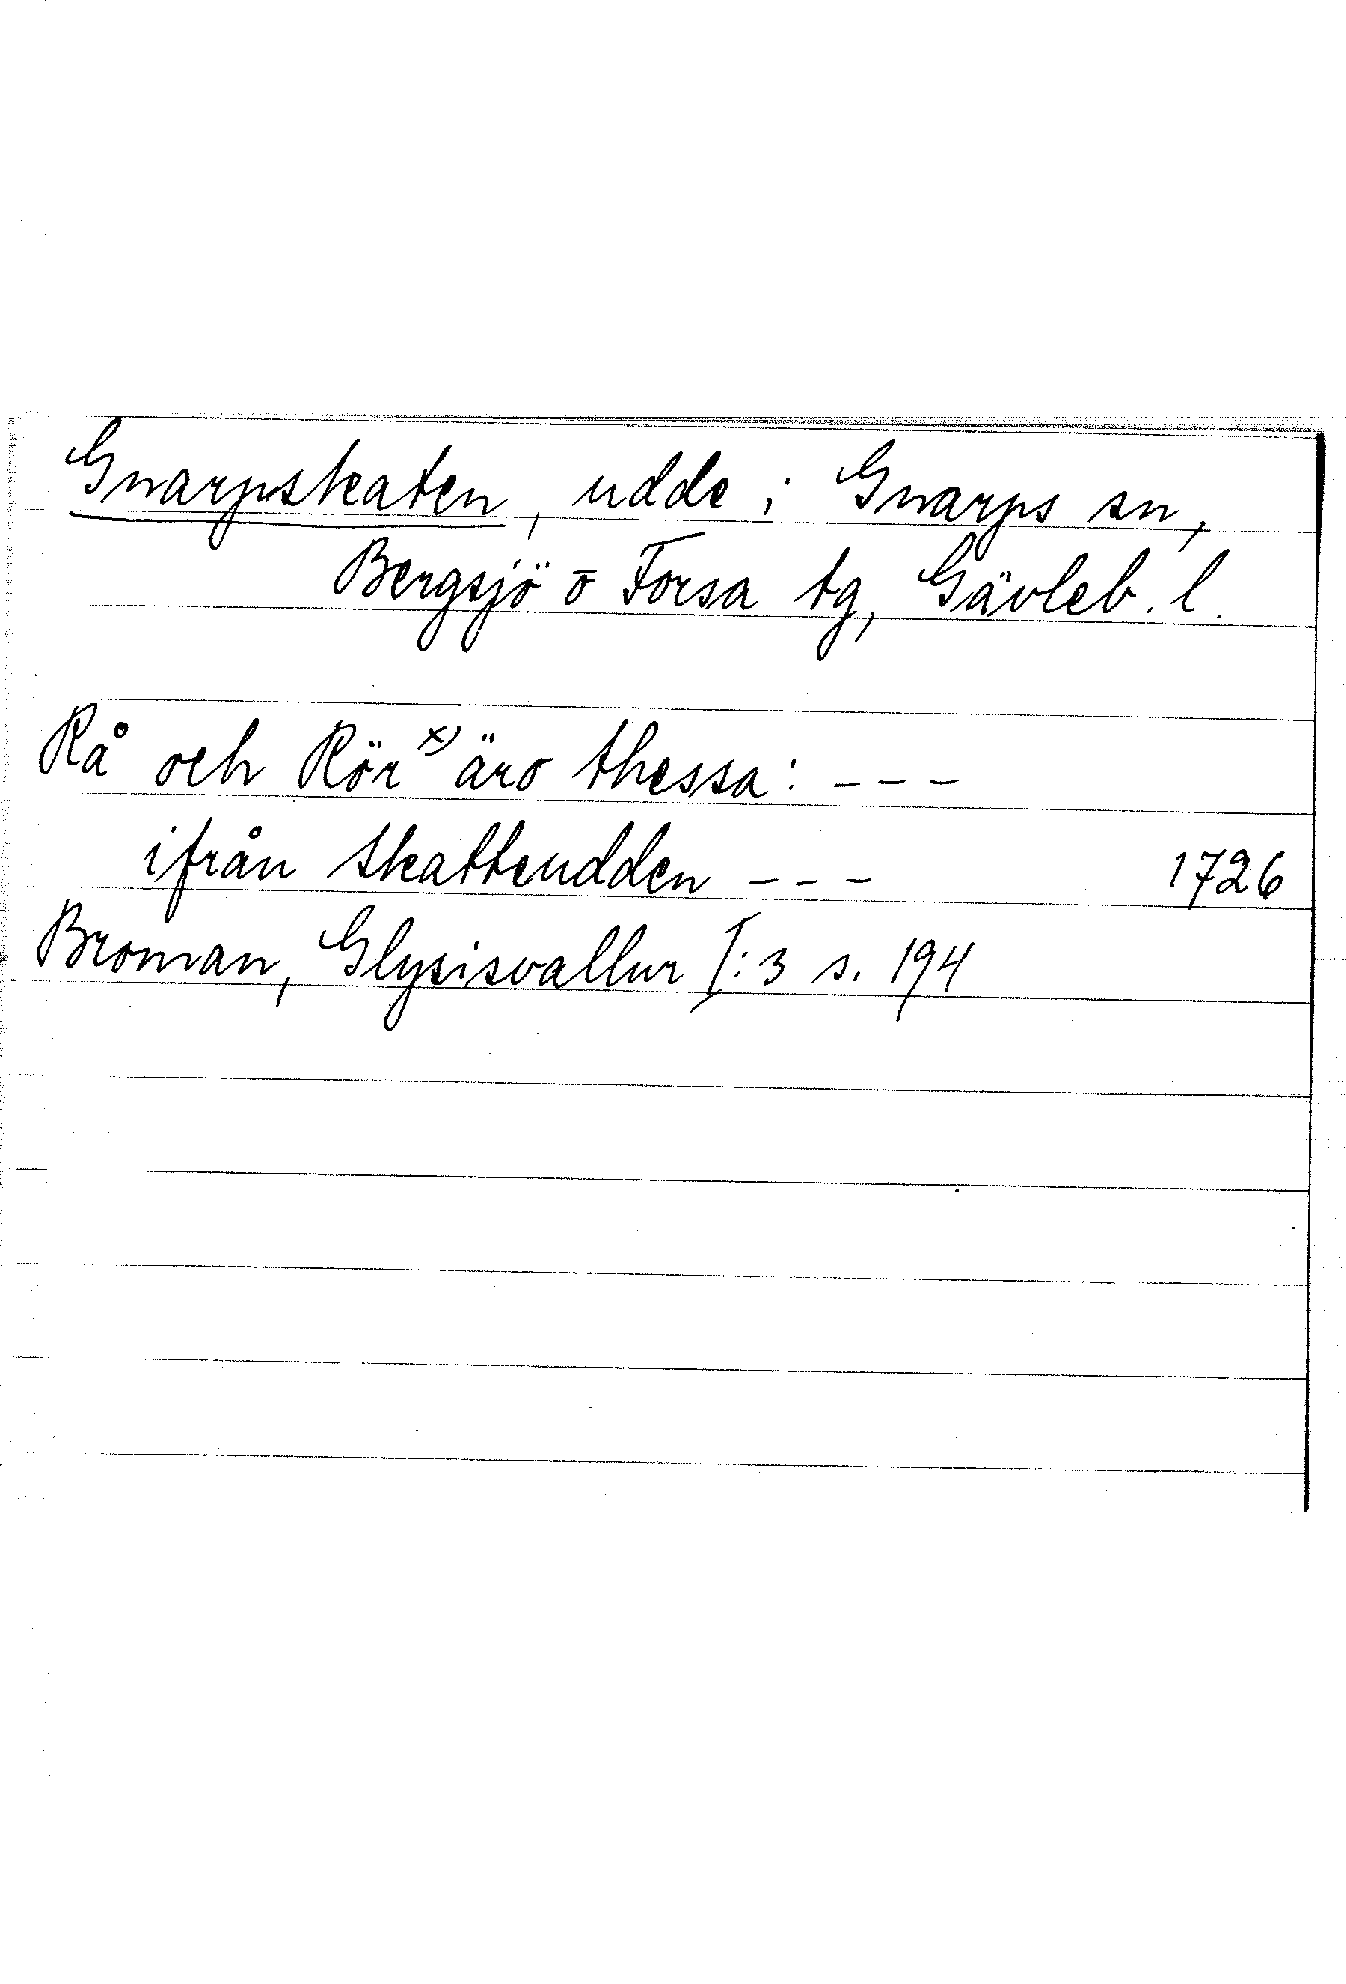 Gnarpskaten, udde i Gnarps sn,
Bergsjö o Forsa tg, Gävleb. l.
Rå och Rör x) äro thessa: - - -
ifrån Skatteudden - - - 1726
Broman, Glysisvallur I:3 s. 194